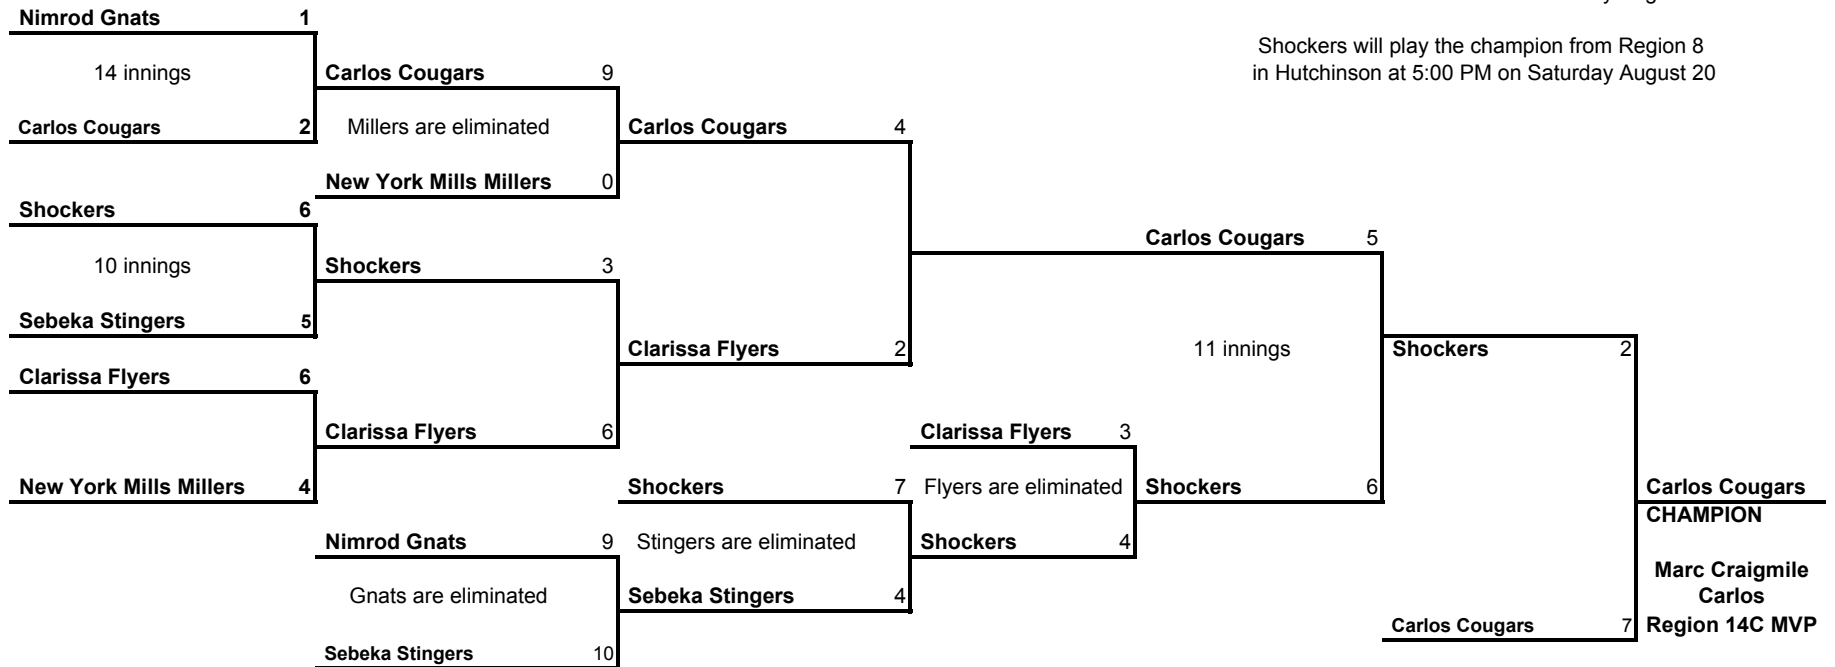 Nimrod Gnats 1
Shockers will play the champion from Region 8
14 innings Carlos Cougars 9 in Hutchinson at 5:00 PM on Saturday August 20
Carlos Cougars 2 Millers are eliminated Carlos Cougars 4
New York Mills Millers 0
Shockers 6
Carlos Cougars 5
10 innings Shockers 3
Sebeka Stingers 5
Clarissa Flyers 2 11 innings Shockers 2
Clarissa Flyers 6
Clarissa Flyers 6 Clarissa Flyers 3
New York Mills Millers 4 Shockers 7 Flyers are eliminated Shockers 6 Carlos Cougars
CHAMPION
Nimrod Gnats 9 Stingers are eliminated Shockers 4
Marc Craigmile
Gnats are eliminated Sebeka Stingers 4 Carlos
Carlos Cougars 7 Region 14C MVP
Sebeka Stingers 10